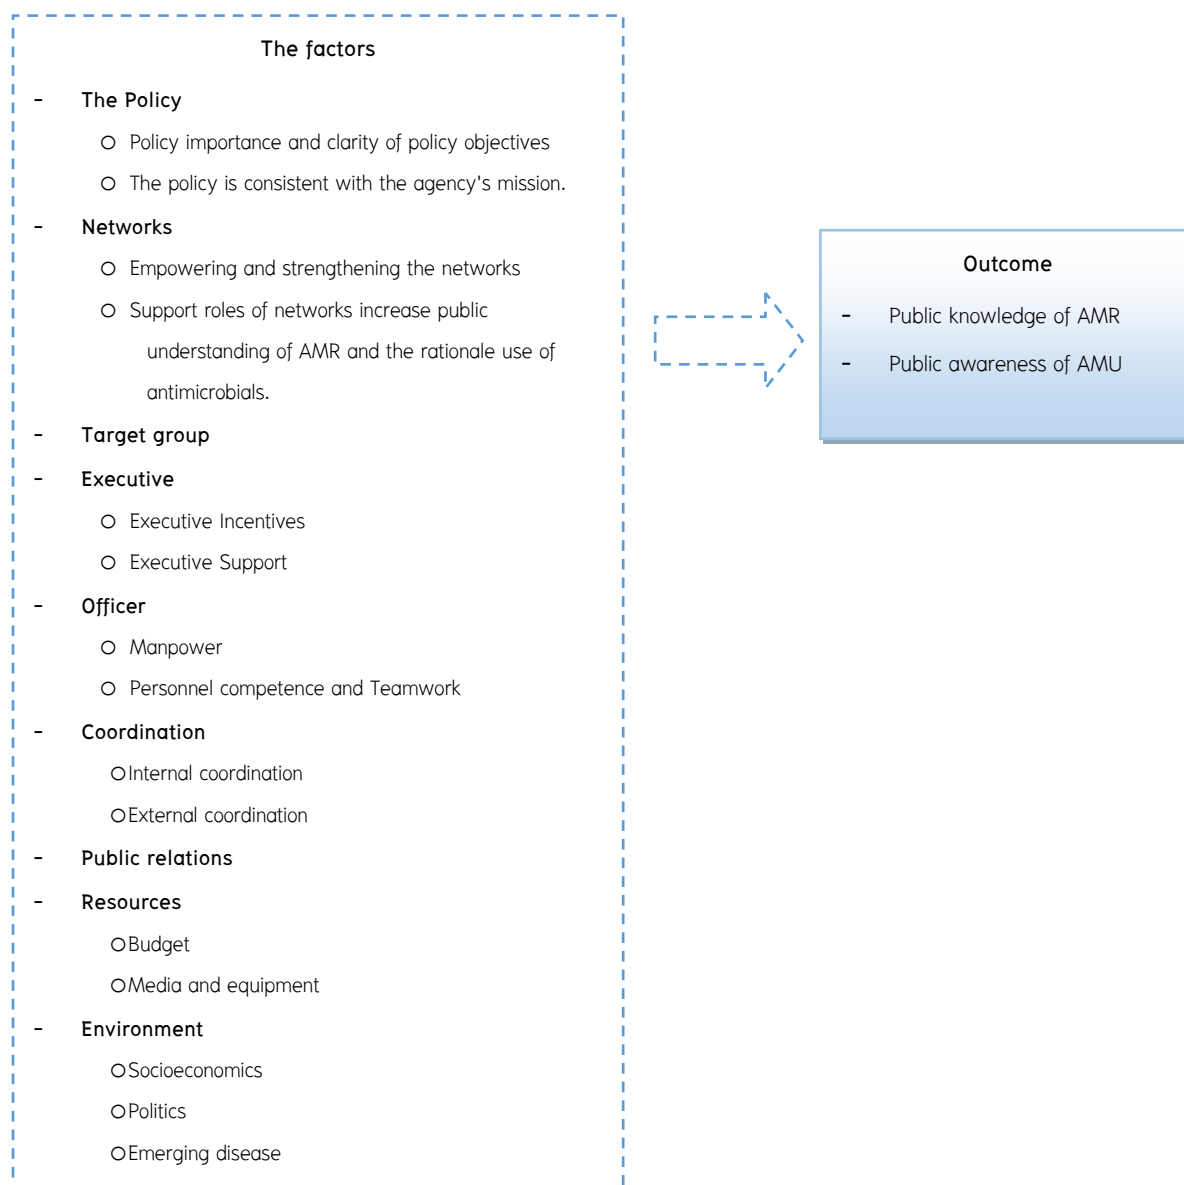 The factors
- The Policy
○ Policy importance and clarity of policy objectives
○ The policy is consistent with the agency's mission.
- Networks
○ Empowering and strengthening the networks
○ Support roles of networks increase public
understanding of AMR and the rationale use of
antimicrobials.
- Target group
- Executive
○ Executive Incentives
○ Executive Support
- Officer
○ Manpower
○ Personnel competence and Teamwork
- Coordination
○Internal coordination
○External coordination
- Public relations
- Resources
○Budget
○Media and equipment
- Environment
○Socioeconomics
○Politics
○Emerging disease
Outcome
- Public knowledge of AMR
- Public awareness of AMU